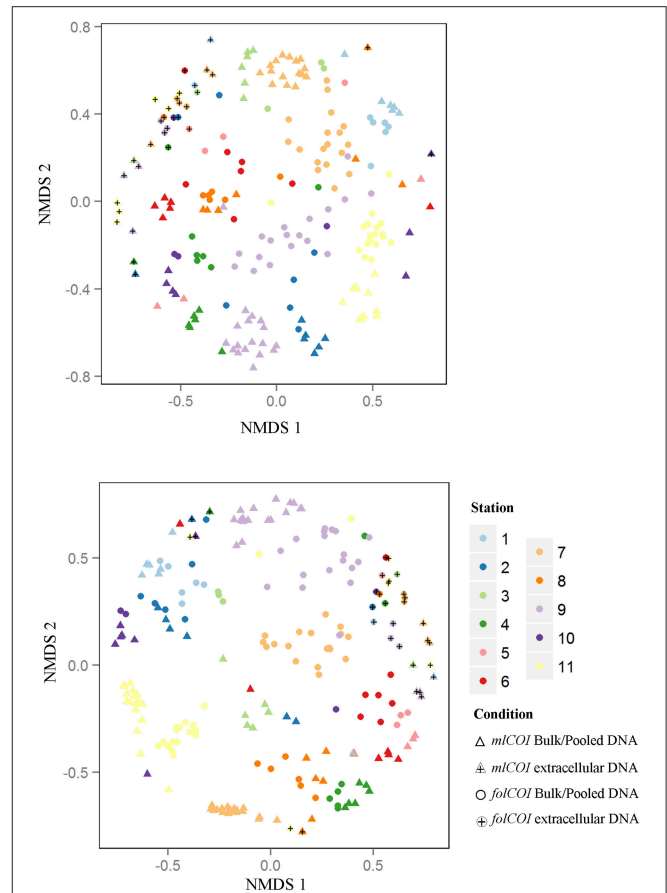 0.8
0.4
0.0
-0.4
-0.8
NMDS 2
-0.5
0.0
0.5
NMDS 1
0.5
0.0
-0.5
NMDS 2
-0.5
0.0
0.5
NMDS 1
Station
1
2
3
4
5
6
7
8
9
10
11
Condition
mlCOI Bulk/Pooled DNA
mlCOI extracellular DNA
folCOI Bulk/Pooled DNA
folCOI extracellular DNA